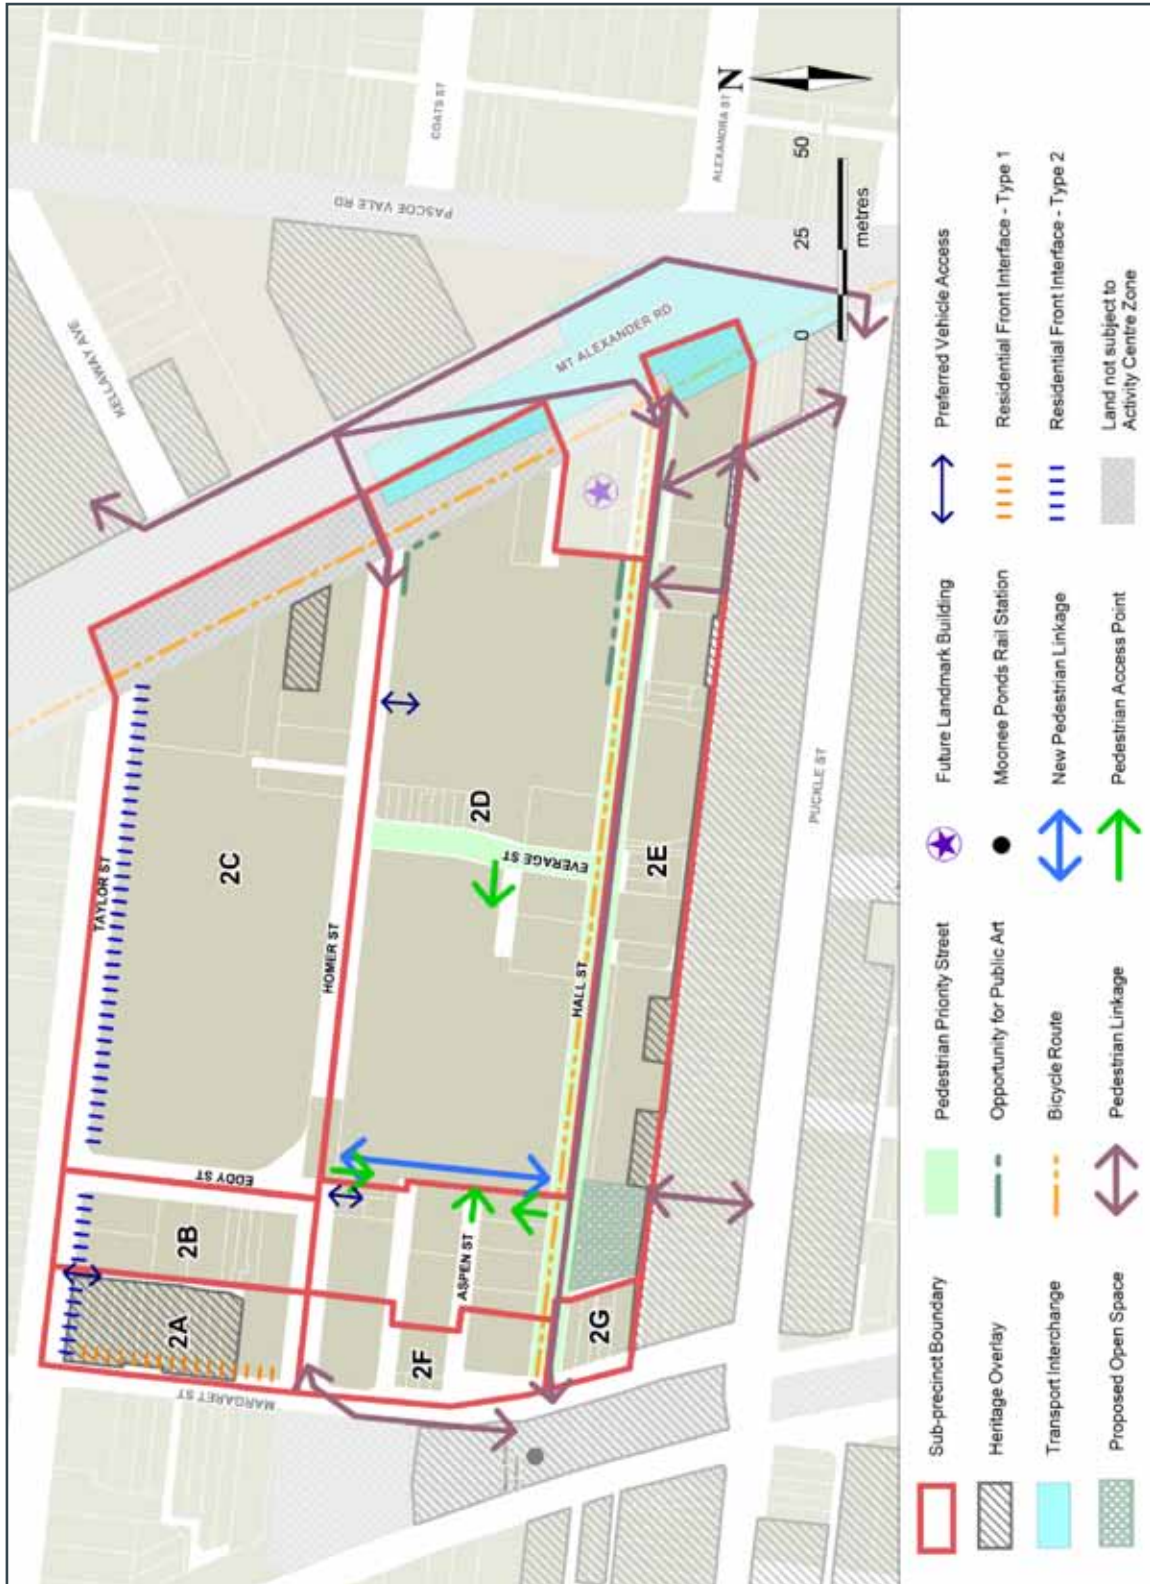 COATS ST
ALEXANDRA ST
N
PASCOE VALE RD
KELLAWAY AVE
MT ALEXANDER RD
0 25 50
metres
TAYLOR ST
2C
HOMER ST
2D
EVERAGE ST
HALL ST
2E
PUCKLE ST
EDDY ST
2B
2A
ASPEN ST
2F
2G
MARGARET ST
Sub-precinct Boundary
Heritage Overlay
Transport Interchange
Proposed Open Space
Pedestrian Priority Street
Opportunity for Public Art
Bicycle Route
Pedestrian Linkage
Future Landmark Building
Moonee Ponds Rail Station
New Pedestrian Linkage
Pedestrian Access Point
Preferred Vehicle Access
Residential Front Interface - Type 1
Residential Front Interface - Type 2
Land not subject to
Activity Centre Zone